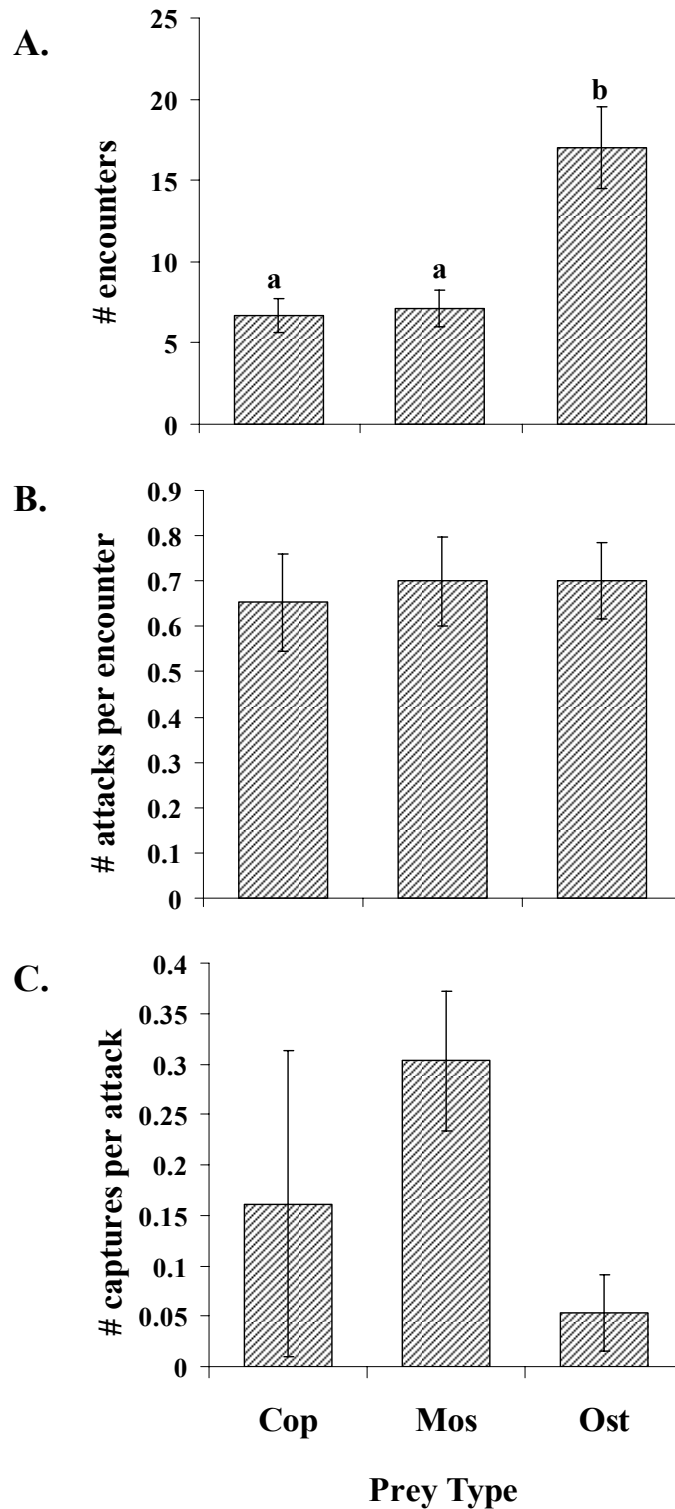 A.
# encounters
25
20
15
10
5
0
a
a
b
B.
# attacks per encounter
0.9
0.8
0.7
0.6
0.5
0.4
0.3
0.2
0.1
0
C.
# captures per attack
0.4
0.35
0.3
0.25
0.2
0.15
0.1
0.05
0
Cop Mos Ost
Prey Type